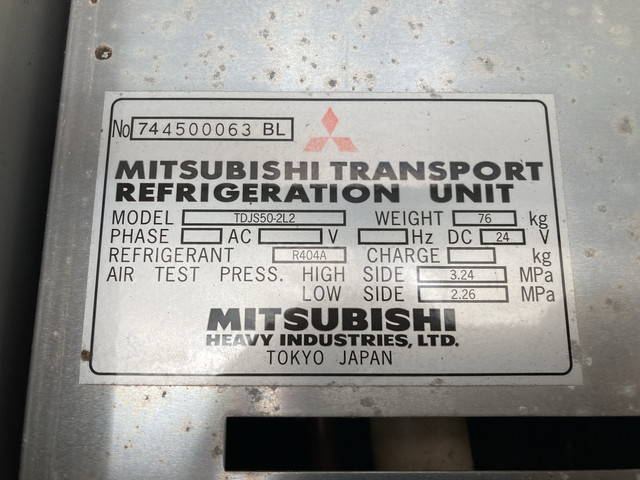 No 744500063 BL
MITSUBISHI TRANSPORT
REFRIGERATION UNIT
MODEL TDJS50-2L2 WEIGHT 76 kg
PHASE AC V Hz DC 24 V
REFRIGERANT R404A CHARGE kg
AIR TEST PRESS. HIGH SIDE 3.24 MPa
LOW SIDE 2.26 MPa
MITSUBISHI
HEAVY INDUSTRIES, LTD.
TOKYO JAPAN